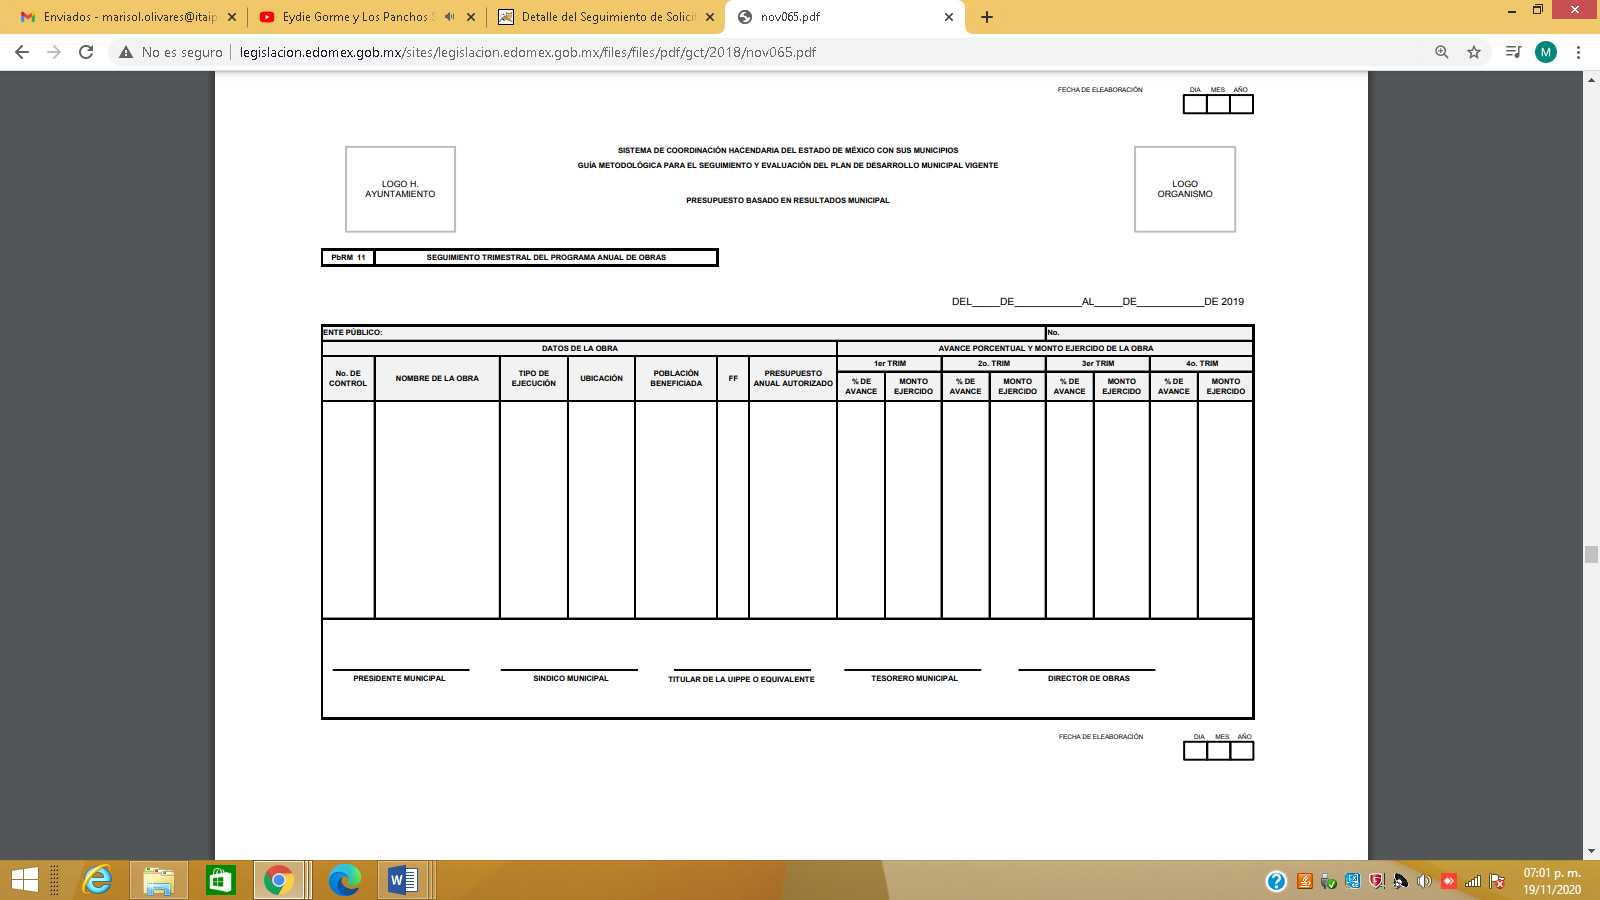 Enviados - marisol.olivares@itaip
Eydie Gorme y Los Panchos S
Detalle del Seguimiento de Solicit
nov065.pdf
No es seguro
legislacion.edomex.gob.mx/sites/legislacion.edomex.gob.mx/files/files/pdf/gct/2018/nov065.pdf
M
FECHA DE ELEABORACIÓN
DIA MES AÑO
LOGO H.
AYUNTAMIENTO
SISTEMA DE COORDINACIÓN HACENDARIA DEL ESTADO DE MÉXICO CON SUS MUNICIPIOS
GUÍA METODOLÓGICA PARA EL SEGUIMIENTO Y EVALUACIÓN DEL PLAN DE DESARROLLO MUNICIPAL VIGENTE
PRESUPUESTO BASADO EN RESULTADOS MUNICIPAL
LOGO
ORGANISMO
PbRM 11 SEGUIMIENTO TRIMESTRAL DEL PROGRAMA ANUAL DE OBRAS
DEL_____DE____________AL_____DE____________DE 2019
ENTE PÚBLICO: No.
DATOS DE LA OBRA AVANCE PORCENTUAL Y MONTO EJERCIDO DE LA OBRA
No. DE
CONTROL
NOMBRE DE LA OBRA
TIPO DE
EJECUCIÓN
UBICACIÓN
POBLACIÓN
BENEFICIADA
FF
PRESUPUESTO
ANUAL AUTORIZADO
1er TRIM 2o. TRIM 3er TRIM 4o. TRIM
% DE
AVANCE
MONTO
EJERCIDO
% DE
AVANCE
MONTO
EJERCIDO
% DE
AVANCE
MONTO
EJERCIDO
% DE
AVANCE
MONTO
EJERCIDO
PRESIDENTE MUNICIPAL
SINDICO MUNICIPAL
TITULAR DE LA UIPPE O EQUIVALENTE
TESORERO MUNICIPAL
DIRECTOR DE OBRAS
FECHA DE ELEABORACIÓN
DIA MES AÑO
07:01 p. m.
19/11/2020